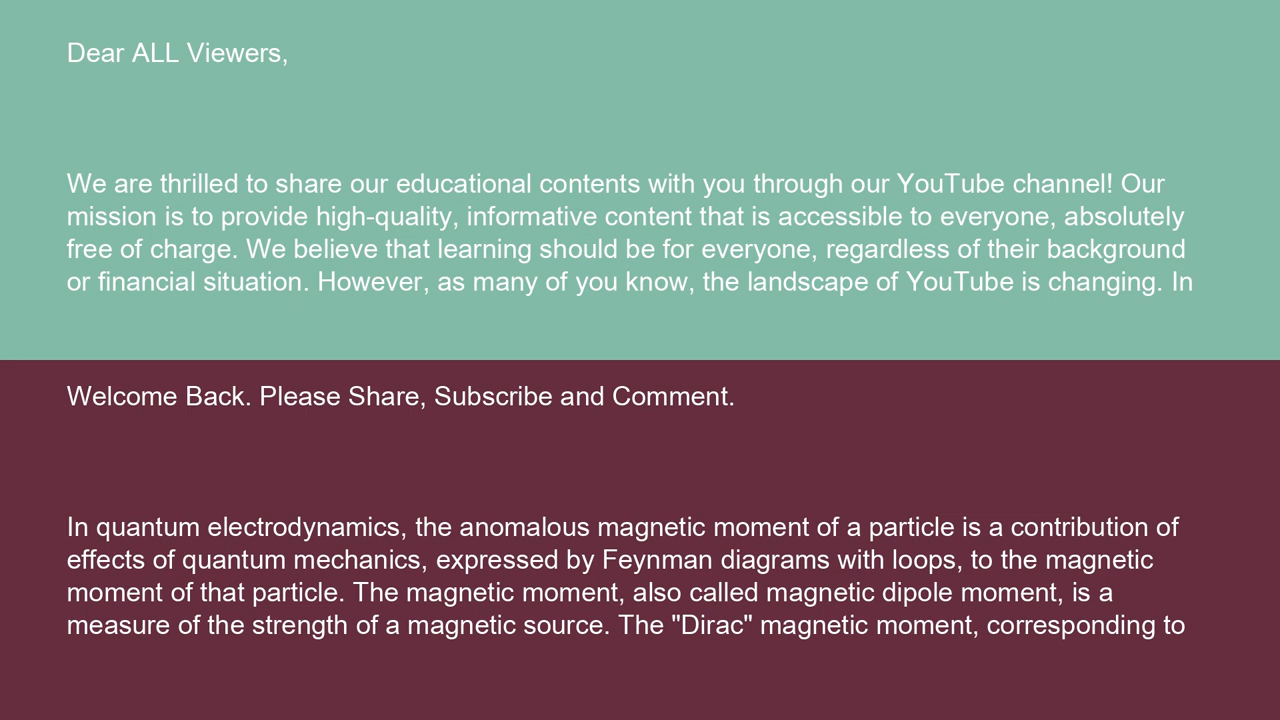 Dear ALL Viewers,
We are thrilled to share our educational contents with you through our YouTube channel! Our
mission is to provide high-quality, informative content that is accessible to everyone, absolutely
free of charge. We believe that learning should be for everyone, regardless of their background
or financial situation. However, as many of you know, the landscape of YouTube is changing. In
Welcome Back. Please Share, Subscribe and Comment.
In quantum electrodynamics, the anomalous magnetic moment of a particle is a contribution of
effects of quantum mechanics, expressed by Feynman diagrams with loops, to the magnetic
moment of that particle. The magnetic moment, also called magnetic dipole moment, is a
measure of the strength of a magnetic source. The "Dirac" magnetic moment, corresponding to